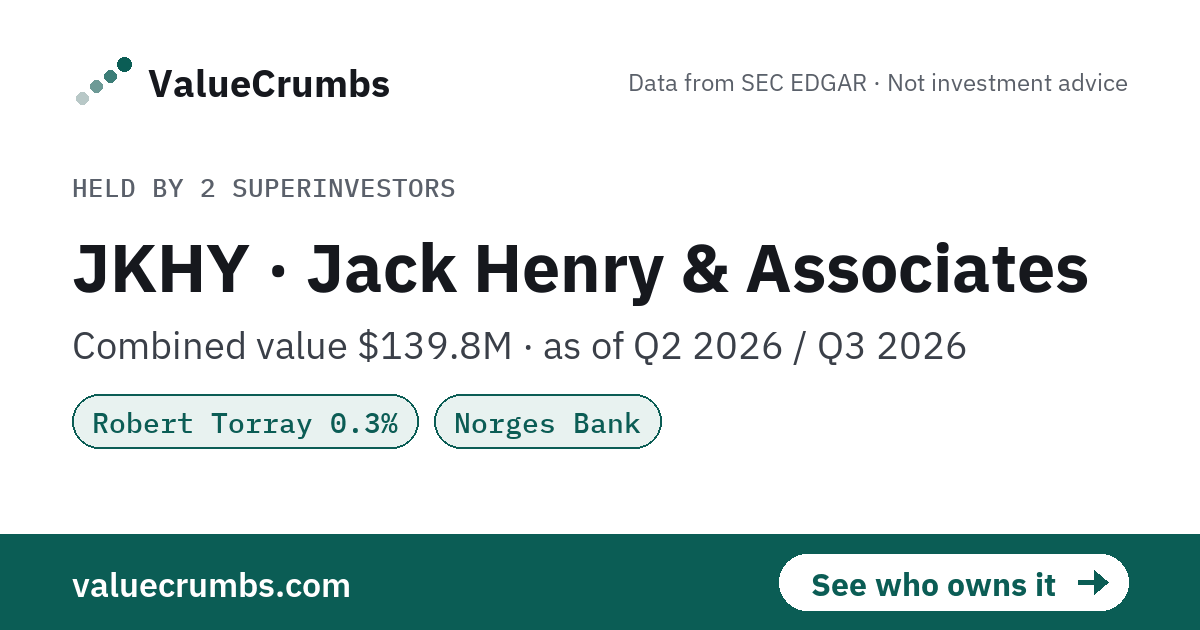 ValueCrumbs
Data from SEC EDGAR · Not investment advice
HELD BY 2 SUPERINVESTORS
JKHY · Jack Henry & Associates
Combined value $139.8M · as of Q2 2026 / Q3 2026
Robert Torray 0.3%
Norges Bank
valuecrumbs.com
See who owns it →